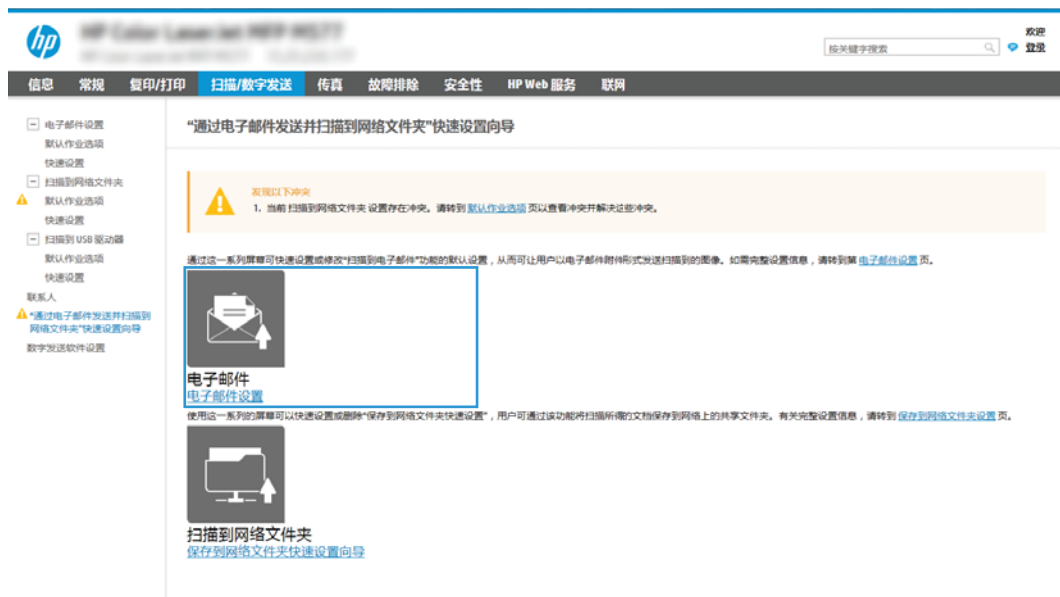 hp
欢迎
按关键字搜索
登录
信息 常规 复印/打印 扫描/数字发送 传真 故障排除 安全性 HP Web 服务 联网
电子邮件设置
默认作业选项
快速设置
扫描到网络文件夹
默认作业选项
快速设置
扫描到 USB 驱动器
默认作业选项
快速设置
联系人
"通过电子邮件发送并扫描到
网络文件夹"快速设置向导
数字发送软件设置
“通过电子邮件发送并扫描到网络文件夹”快速设置向导
发现以下冲突
1. 当前 扫描到网络文件夹 设置存在冲突。请转到 默认作业选项 页以查看冲突并解决这些冲突。
通过这一系列屏幕可快速设置或修改“扫描到电子邮件”功能的默认设置，从而可让用户以电子邮件附件形式发送扫描到的图像。如需完整设置信息，请转到第 电子邮件设置 页。
电子邮件
电子邮件设置
使用这一系列的屏幕可以快速设置或删除“保存到网络文件夹快速设置”，用户可通过该功能将扫描所得的文档保存到网络上的共享文件夹。有关完整设置信息，请转到 保存到网络文件夹设置 页。
扫描到网络文件夹
保存到网络文件夹快速设置向导